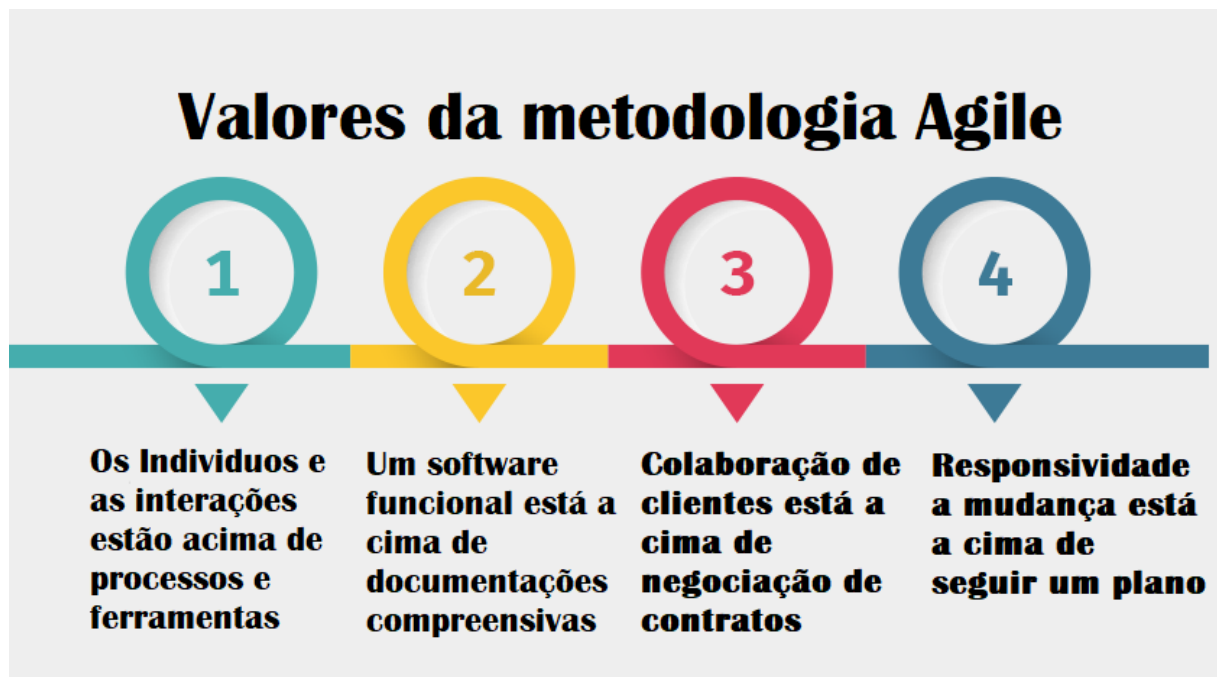 Valores da metodologia Agile
1
2
3
4
Os Individuos e
as interações
estão acima de
processos e
ferramentas
Um software
funcional está a
cima de
documentações
compreensivas
Colaboração de
clientes está a
cima de
negociação de
contratos
Responsividade
a mudança está
a cima de
seguir um plano